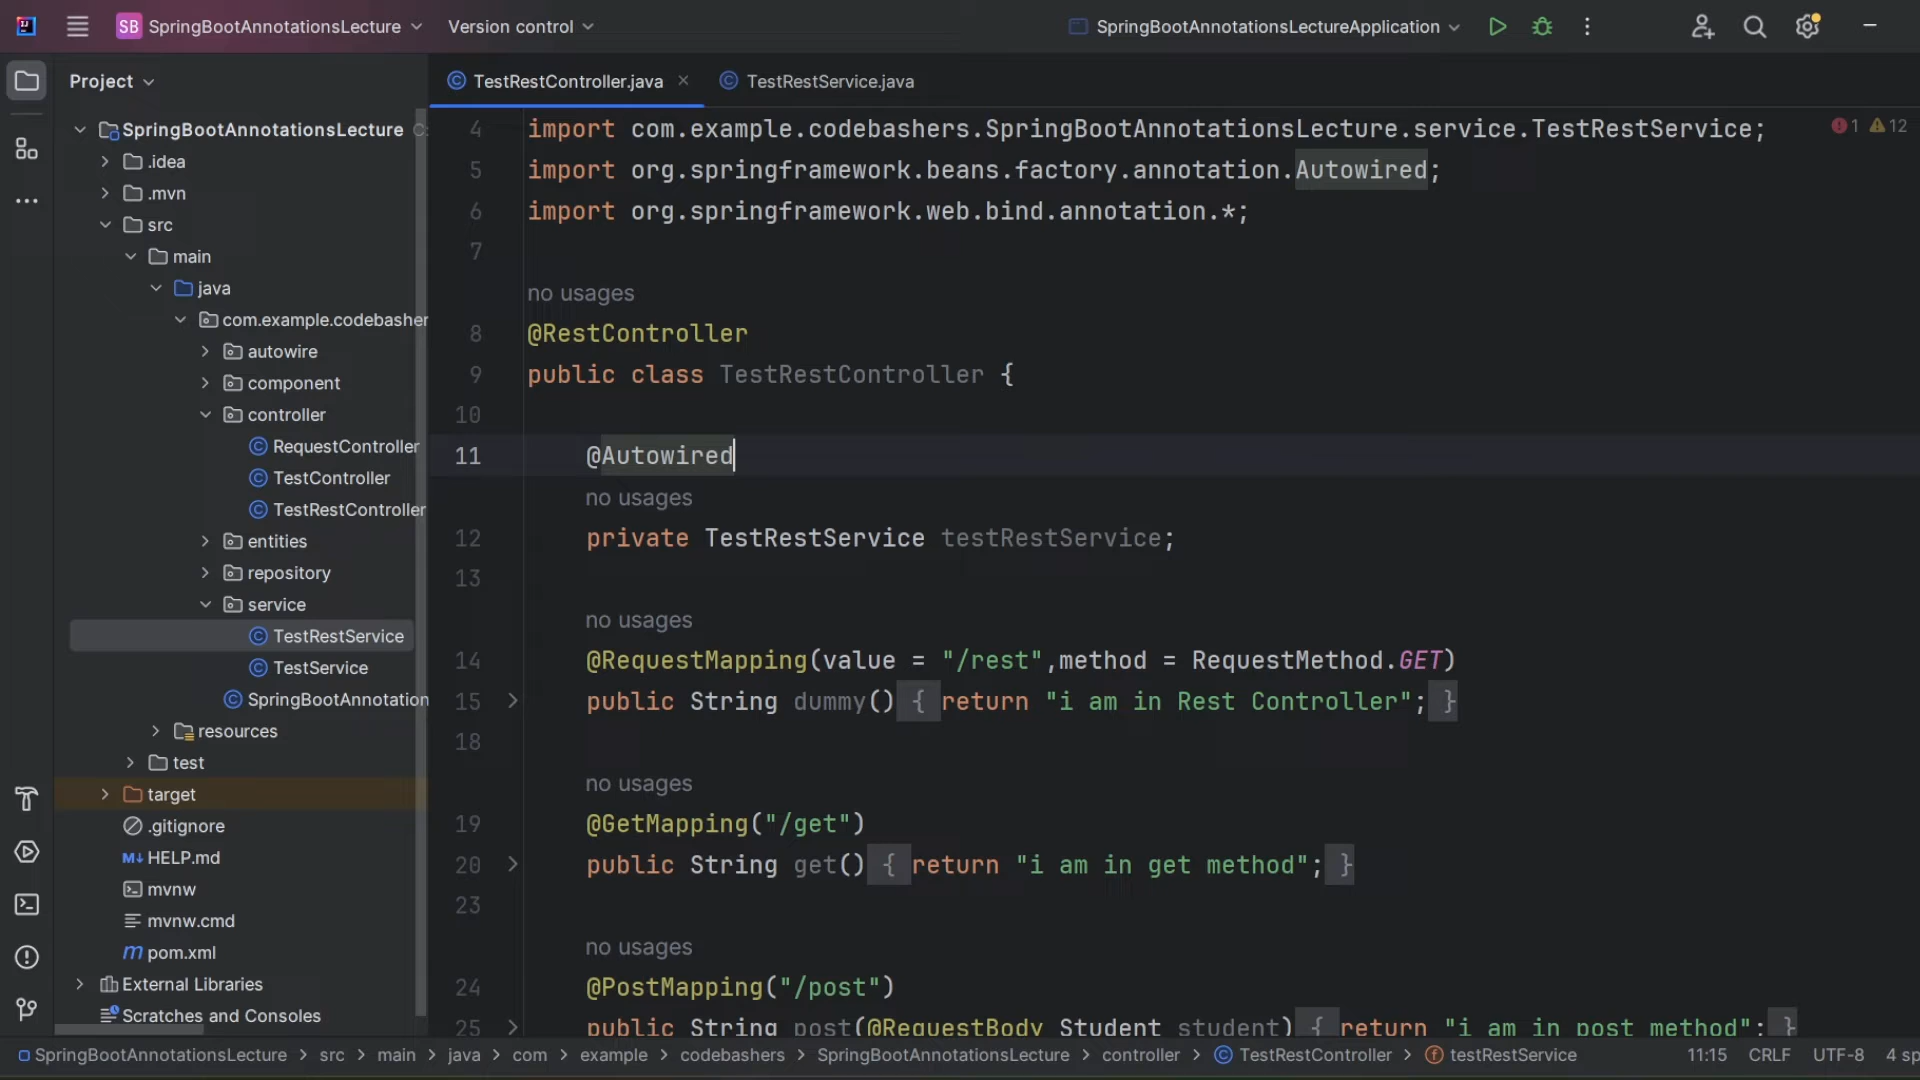 SB SpringBootAnnotationsLecture Version control SpringBootAnnotationsLectureApplication
Project
TestRestController.java TestRestService.java
SpringBootAnnotationsLecture C:
.idea
.mvn
src
main
java
com.example.codebasher
autowire
component
controller
RequestController
TestController
TestRestController
entities
repository
service
TestRestService
TestService
SpringBootAnnotation
resources
test
target
.gitignore
M↓ HELP.md
mvnw
mvnw.cmd
m pom.xml
External Libraries
Scratches and Consoles
4 import com.example.codebashers.SpringBootAnnotationsLecture.service.TestRestService;
1 12
5 import org.springframework.beans.factory.annotation.Autowired;
6 import org.springframework.web.bind.annotation.*;
7
no usages
8 @RestController
9 public class TestRestController {
10
11 @Autowired
no usages
12 private TestRestService testRestService;
13
no usages
14 @RequestMapping(value = "/rest",method = RequestMethod.GET)
15 public String dummy() { return "i am in Rest Controller"; }
18
no usages
19 @GetMapping("/get")
20 public String get() { return "i am in get method"; }
23
no usages
24 @PostMapping("/post")
25 public String post(@RequestBody Student student) { return "i am in post method"; }
SpringBootAnnotationsLecture > src > main > java > com > example > codebashers > SpringBootAnnotationsLecture > controller > TestRestController > testRestService 11:15 CRLF UTF-8 4 sp